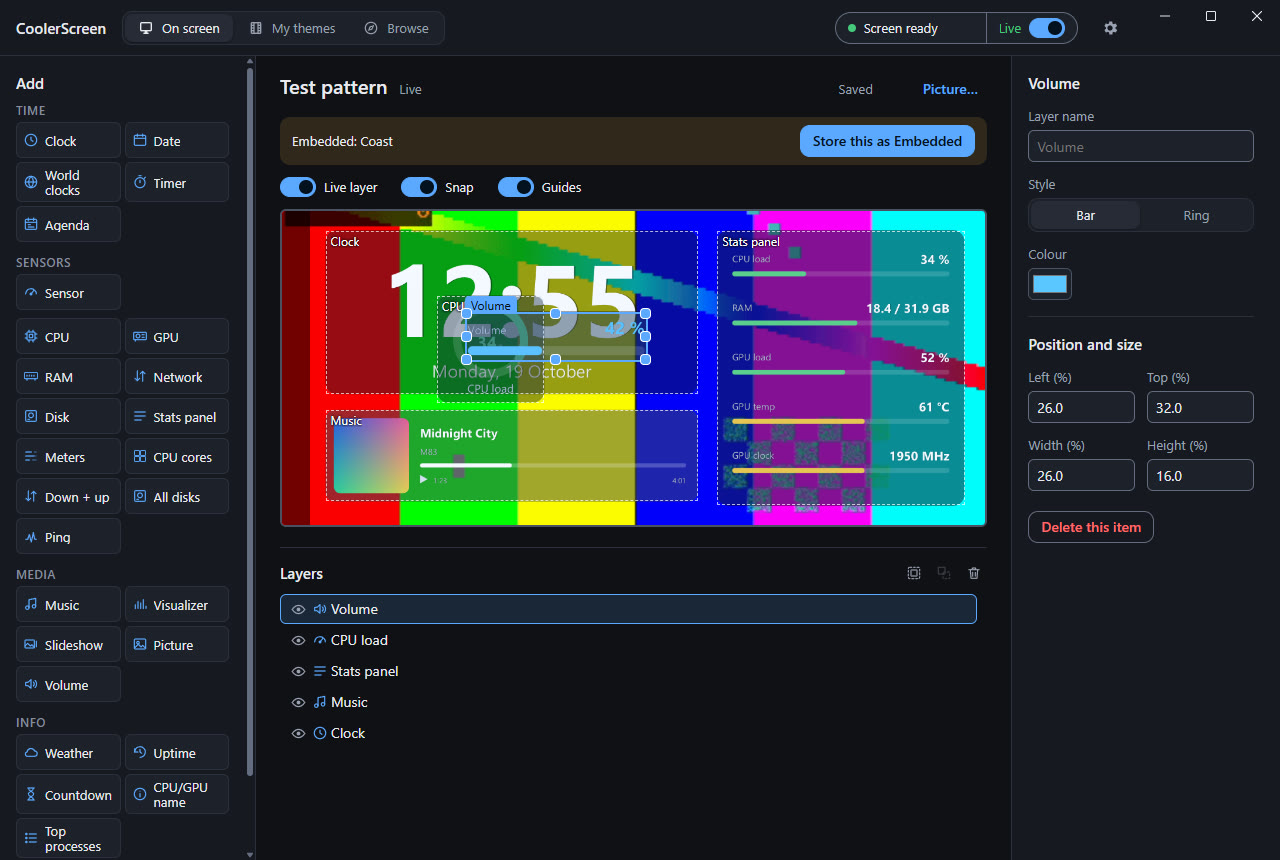 CoolerScreen
On screen
My themes
Browse
Screen ready
Live
Add
TIME
Clock
Date
World
clocks
Timer
Agenda
SENSORS
Sensor
CPU
GPU
RAM
Network
Disk
Stats panel
Meters
CPU cores
Down + up
All disks
Ping
MEDIA
Music
Visualizer
Slideshow
Picture
Volume
INFO
Weather
Uptime
Countdown
CPU/GPU
name
Top
processes
Test pattern
Live
Saved
Picture...
Embedded: Coast
Store this as Embedded
Live layer
Snap
Guides
Clock
12:55
CPU
Volume
Volume
42 %
34
Monday, 19 October
CPU load
Music
Midnight City
M83
1:23
4:01
Stats panel
CPU load
34 %
RAM
18.4 / 31.9 GB
GPU load
52 %
GPU temp
61 °C
GPU clock
1950 MHz
Layers
Volume
CPU load
Stats panel
Music
Clock
Volume
Layer name
Volume
Style
Bar
Ring
Colour
Position and size
Left (%)
Top (%)
26.0
32.0
Width (%)
Height (%)
26.0
16.0
Delete this item